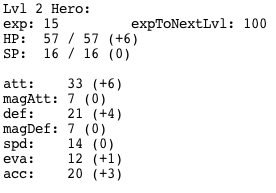 Lvl 2 Hero:
exp: 15 expToNextLvl: 100
HP: 57 / 57 (+6)
SP: 16 / 16 (0)
att: 33 (+6)
magAtt: 7 (0)
def: 21 (+4)
magDef: 7 (0)
spd: 14 (0)
eva: 12 (+1)
acc: 20 (+3)